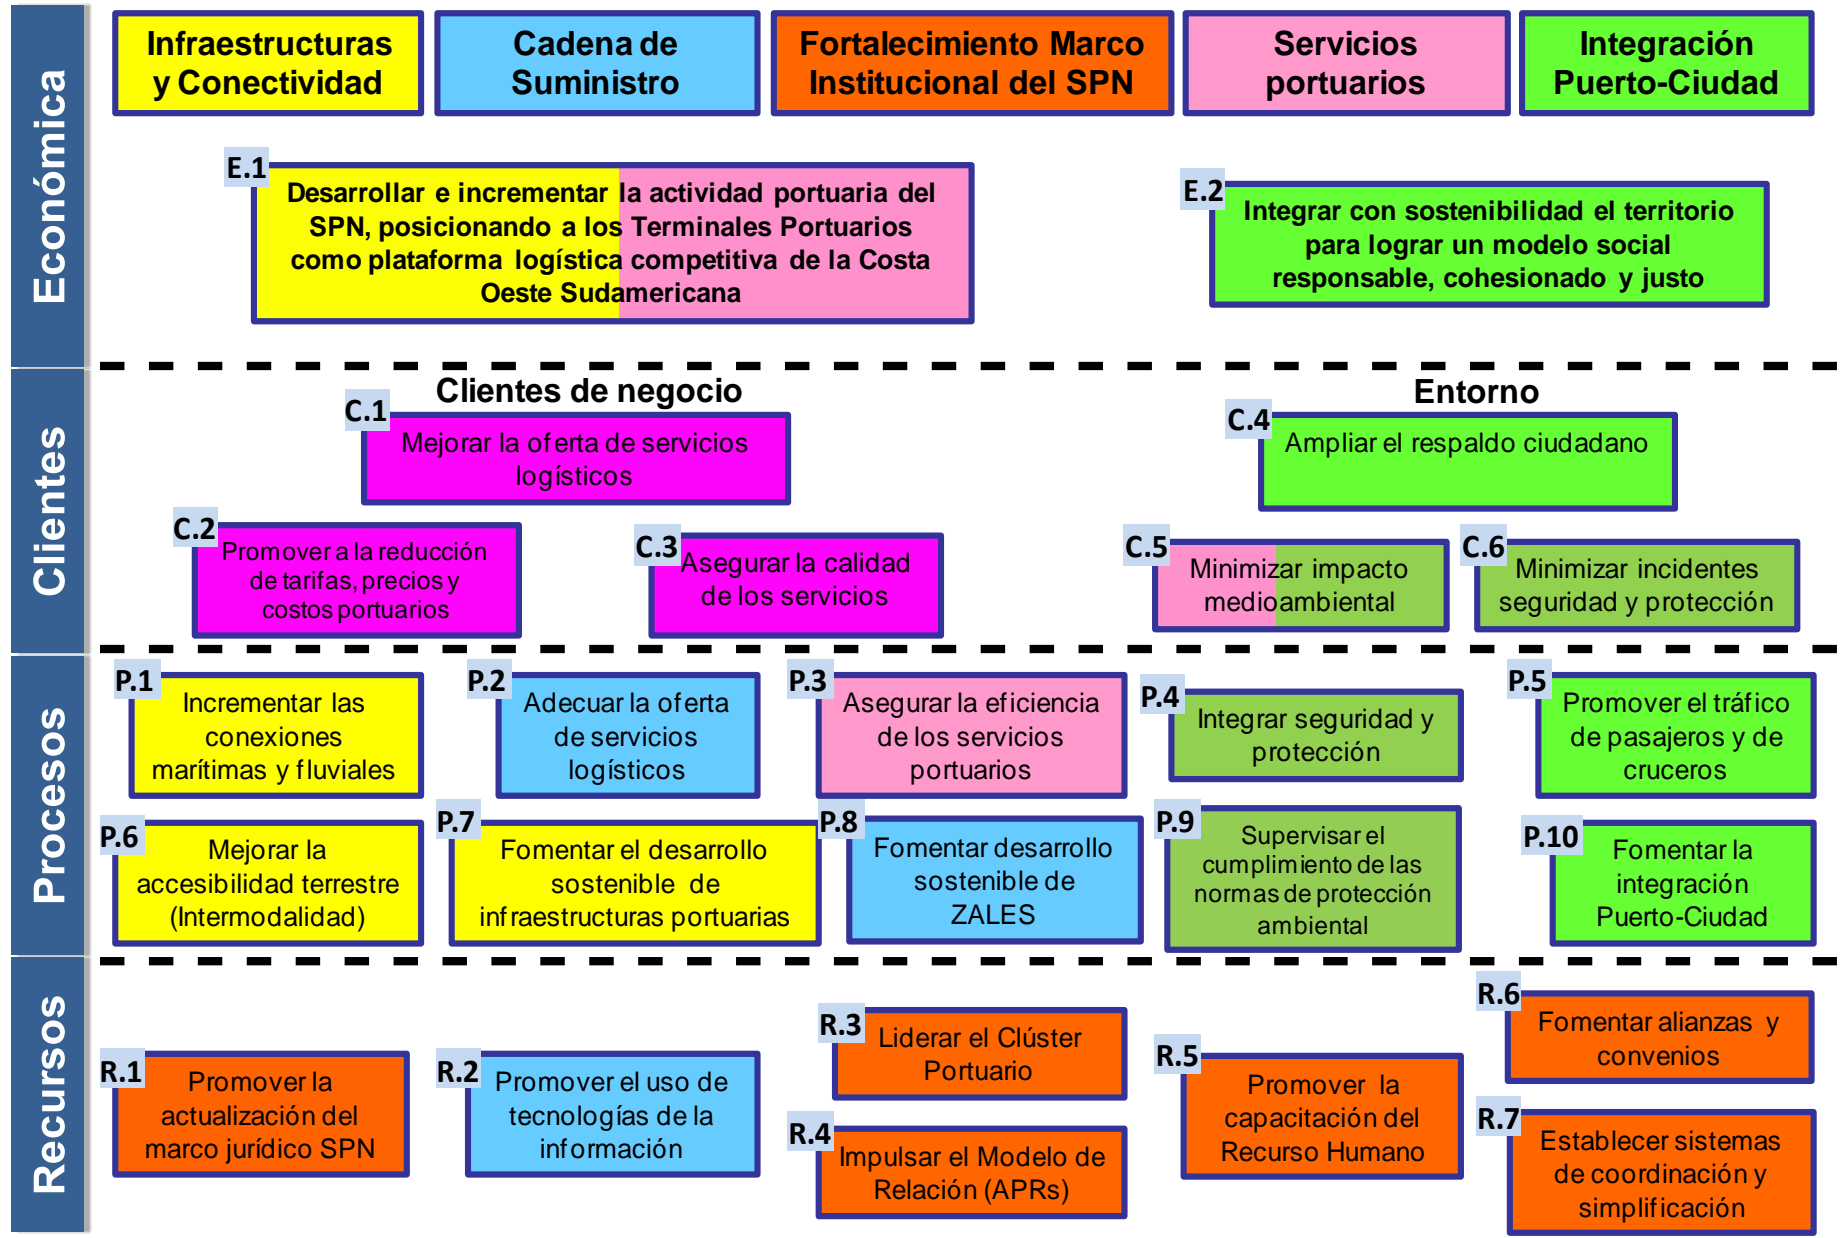 Económica
Infraestructuras
y Conectividad
Cadena de
Suministro
Fortalecimiento Marco
Institucional del SPN
Servicios
portuarios
Integración
Puerto-Ciudad
E.1
Desarrollar e incrementar la actividad portuaria del
SPN, posicionando a los Terminales Portuarios
como plataforma logística competitiva de la Costa
Oeste Sudamericana
E.2
Integrar con sostenibilidad el territorio
para lograr un modelo social
responsable, cohesionado y justo
Clientes
Clientes de negocio
C.1
Mejorar la oferta de servicios
logísticos
C.2
Promover a la reducción
de tarifas, precios y
costos portuarios
C.3
Asegurar la calidad
de los servicios
Entorno
C.4
Ampliar el respaldo ciudadano
C.5
Minimizar impacto
medioambiental
C.6
Minimizar incidentes
seguridad y protección
Procesos
P.1
Incrementar las
conexiones
marítimas y fluviales
P.2
Adecuar la oferta
de servicios
logísticos
P.3
Asegurar la eficiencia
de los servicios
portuarios
P.4
Integrar seguridad y
protección
P.5
Promover el tráfico
de pasajeros y de
cruceros
P.6
Mejorar la
accesibilidad terrestre
(Intermodalidad)
P.7
Fomentar el desarrollo
sostenible de
infraestructuras portuarias
P.8
Fomentar desarrollo
sostenible de
ZALES
P.9
Supervisar el
cumplimiento de las
normas de protección
ambiental
P.10
Fomentar la
integración
Puerto-Ciudad
Recursos
R.1
Promover la
actualización del
marco jurídico SPN
R.2
Promover el uso de
tecnologías de la
información
R.3
Liderar el Clúster
Portuario
R.4
Impulsar el Modelo de
Relación (APRs)
R.5
Promover la
capacitación del
Recurso Humano
R.6
Fomentar alianzas y
convenios
R.7
Establecer sistemas
de coordinación y
simplificación